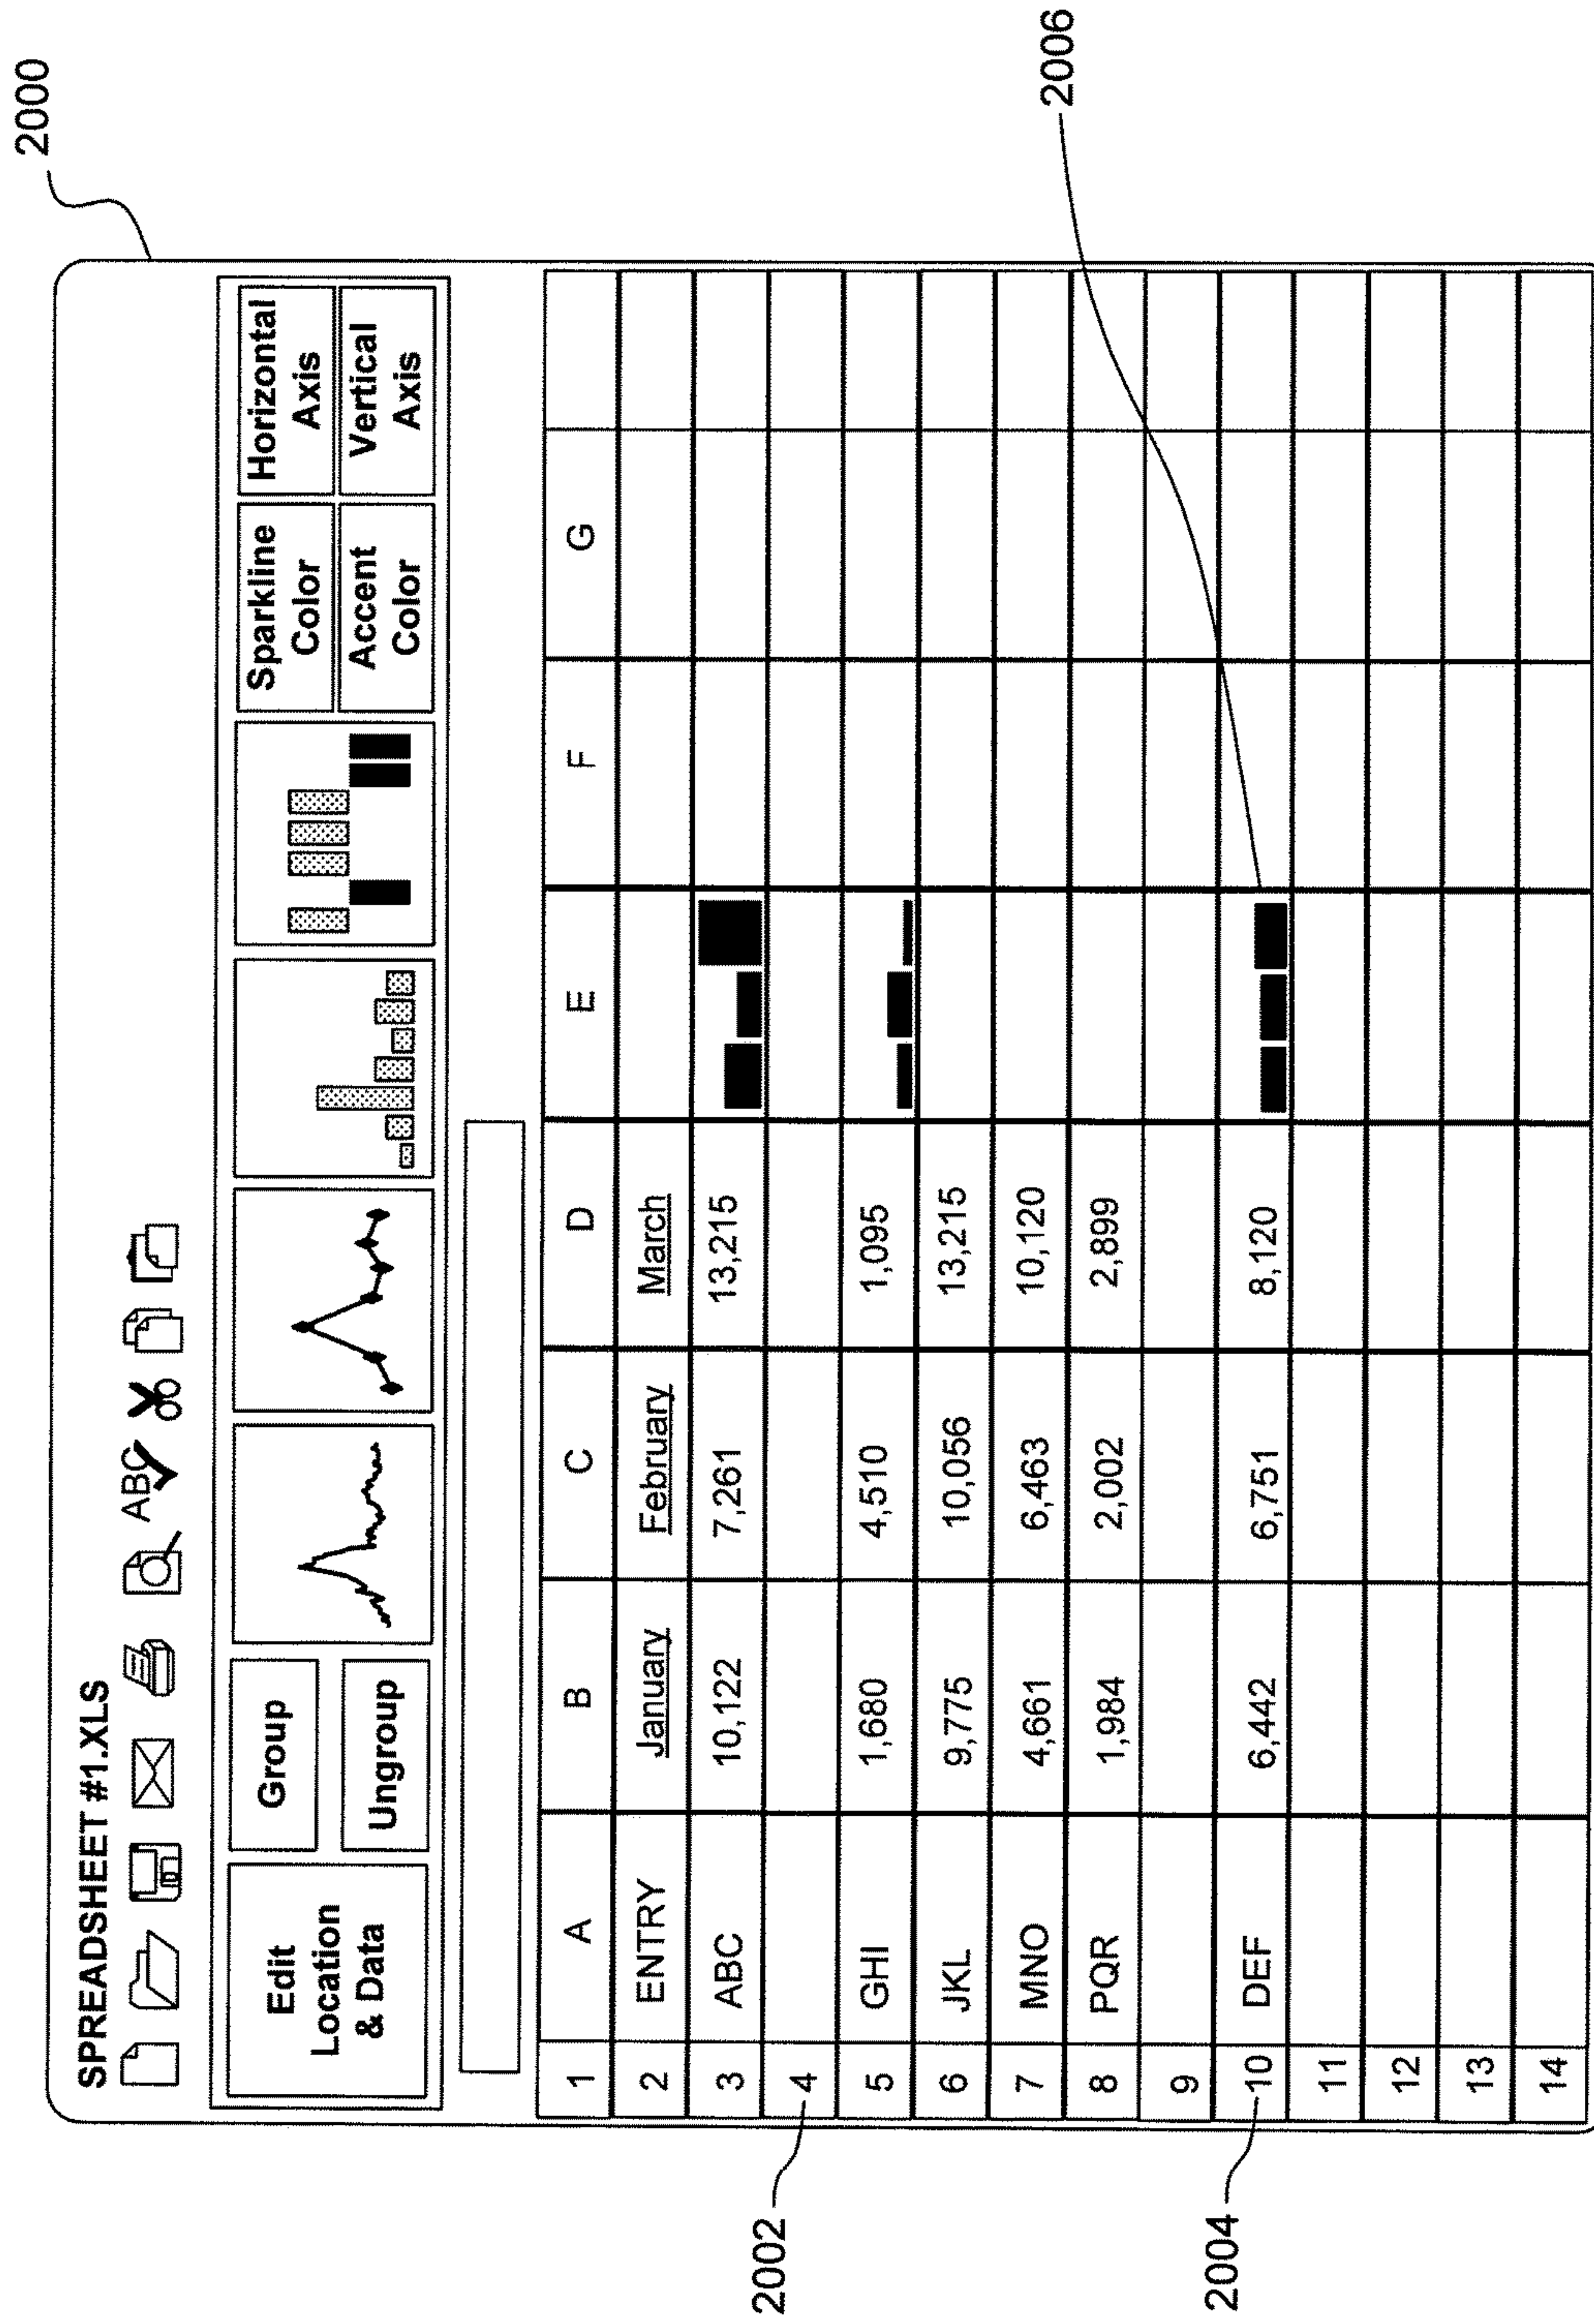 2000
SPREADSHEET #1.XLS
ABC
Edit
Location
& Data
Group
Ungroup
Sparkline
Color
Accent
Color
Horizontal
Axis
Vertical
Axis
1 A B C D E F G
2 ENTRY January February March
3 ABC 10,122 7,261 13,215
2002
4
5 GHI 1,680 4,510 1,095
6 JKL 9,775 10,056 13,215
2006
7 MNO 4,661 6,463 10,120
8 PQR 1,984 2,002 2,899
9
2004
10 DEF 6,442 6,751 8,120
11
12
13
14